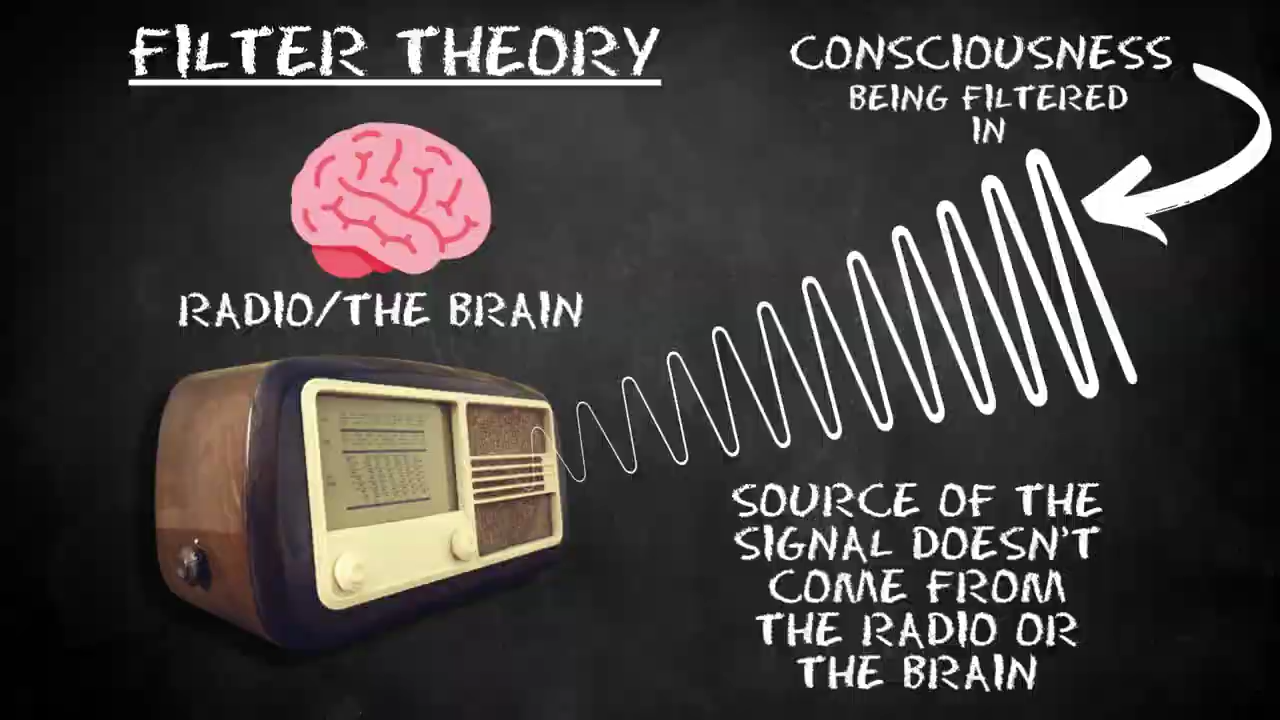 FILTER THEORY
CONSCIOUSNESS
BEING FILTERED
IN
RADIO/THE BRAIN
SOURCE OF THE
SIGNAL DOESN'T
COME FROM
THE RADIO OR
THE BRAIN